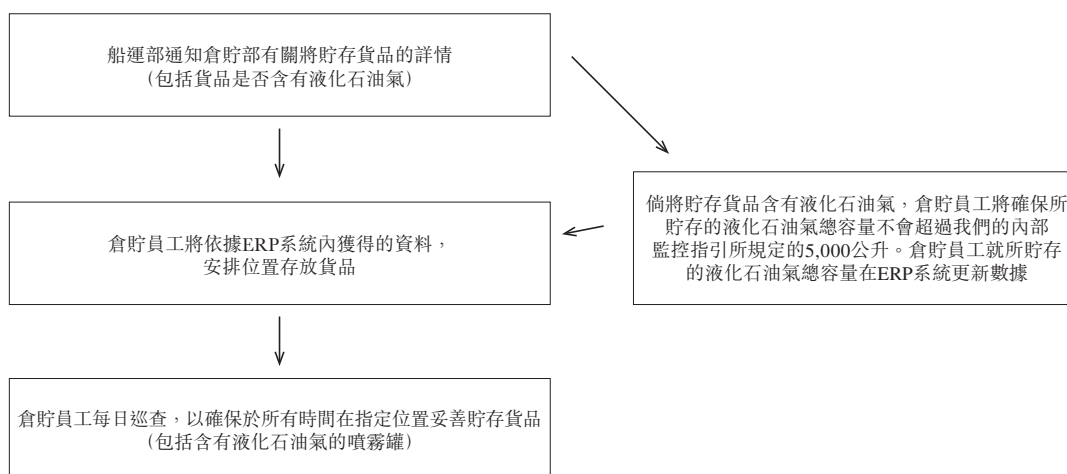 船運部通知倉貯部有關將貯存貨品的詳情
(包括貨品是否含有液化石油氣)
倘將貯存貨品含有液化石油氣，倉貯員工將確保所
貯存的液化石油氣總容量不會超過我們的內部
監控指引所規定的5,000公升。倉貯員工就所貯存
的液化石油氣總容量在ERP系統更新數據
倉貯員工將依據ERP系統內獲得的資料，
安排位置存放貨品
倉貯員工每日巡查，以確保於所有時間在指定位置妥善貯存貨品
(包括含有液化石油氣的噴霧罐)